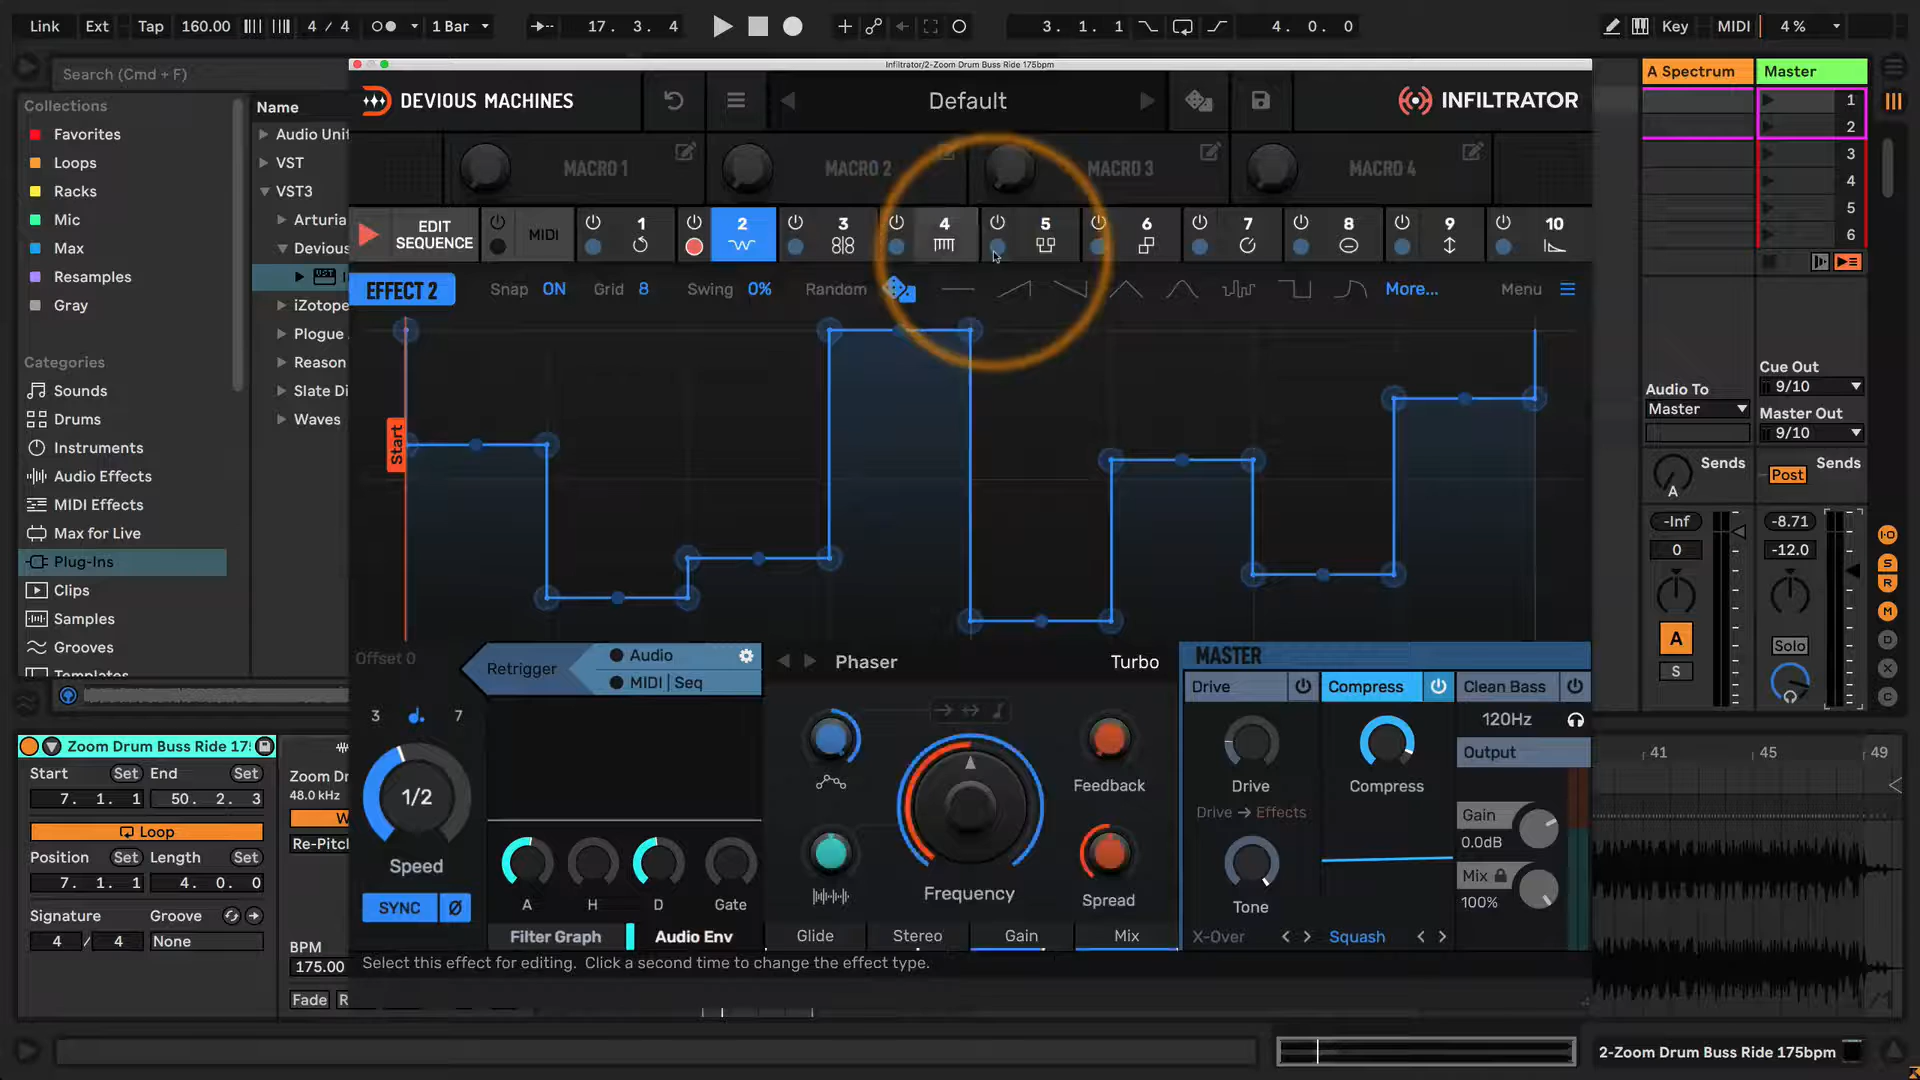 Link Ext Tap 160.00 4 / 4 1 Bar 17. 3. 4 3. 1. 1 4. 0. 0 Key MIDI 4 %
Infiltrator/2-Zoom Drum Buss Ride 175bpm
Search (Cmd + F)
Collections
Favorites
Loops
Racks
Mic
Max
Resamples
Gray
Categories
Sounds
Drums
Instruments
Audio Effects
MIDI Effects
Max for Live
Plug-Ins
Clips
Samples
Grooves
Templates
Name
Audio Unit
VST
VST3
Arturia
Devious
iZotope
Plogue
Reason
Slate Di
Waves
DEVIOUS MACHINES Default INFILTRATOR
MACRO 1 MACRO 2 MACRO 3 MACRO 4
EDIT SEQUENCE MIDI 1 2 3 4 5 6 7 8 9 10
EFFECT 2 Snap ON Grid 8 Swing 0% Random More... Menu
Start
Offset 0
Retrigger Audio
MIDI | Seq
3 7
1/2
Speed
SYNC Ø
A H D Gate
Filter Graph Audio Env
Phaser Turbo
Feedback
Frequency
Spread
Glide Stereo Gain Mix
MASTER
Drive Compress Clean Bass
120Hz
Output
Drive Compress
Drive → Effects
Tone
Gain
0.0dB
Mix
100%
X-Over < > Squash < >
Select this effect for editing. Click a second time to change the effect type.
A Spectrum Master
1
2
3
4
5
6
Cue Out
9/10
Audio To
Master
Master Out
9/10
Sends Sends
A Post
-Inf -8.71
0 -12.0
A Solo
S
I·O
S
R
M
D
X
C
Zoom Drum Buss Ride 17
Start Set End Set
7. 1. 1 50. 2. 3
Loop
Position Set Length Set
7. 1. 1 4. 0. 0
Signature Groove
4 / 4 None
Zoom Dr
48.0 kHz
W
Re-Pitch
BPM
175.00
Fade R
41 45 49
/1
2-Zoom Drum Buss Ride 175bpm